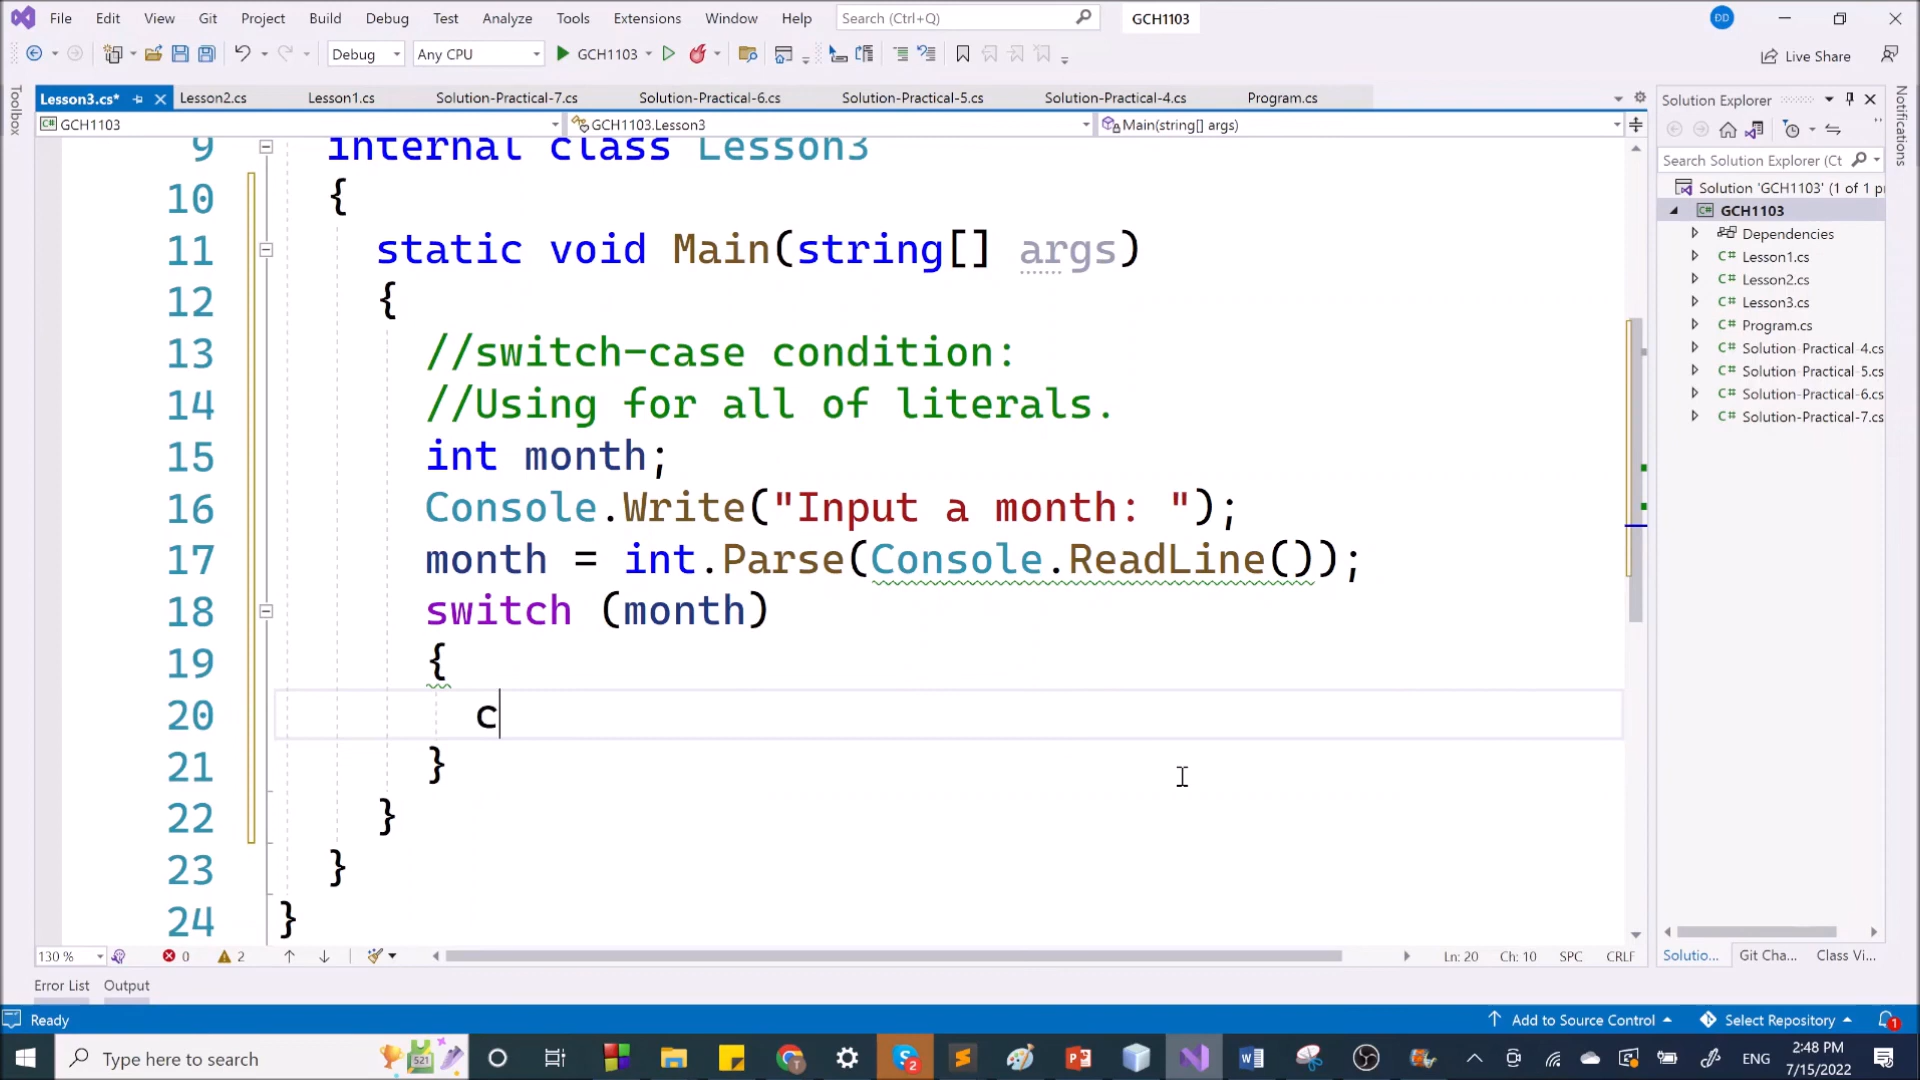 File Edit View Git Project Build Debug Test Analyze Tools Extensions Window Help Search (Ctrl+Q) GCH1103 ĐD
Debug Any CPU GCH1103 Live Share
Toolbox
Lesson3.cs* Lesson2.cs Lesson1.cs Solution-Practical-7.cs Solution-Practical-6.cs Solution-Practical-5.cs Solution-Practical-4.cs Program.cs
GCH1103 GCH1103.Lesson3 Main(string[] args)
9 internal class Lesson3
10 {
11 static void Main(string[] args)
12 {
13 //switch-case condition:
14 //Using for all of literals.
15 int month;
16 Console.Write("Input a month: ");
17 month = int.Parse(Console.ReadLine());
18 switch (month)
19 {
20 c
21 }
22 }
23 }
24 }
130 % 0 2 Ln: 20 Ch: 10 SPC CRLF
Solution Explorer
Search Solution Explorer (Ct
Solution 'GCH1103' (1 of 1 pr
GCH1103
Dependencies
C# Lesson1.cs
C# Lesson2.cs
C# Lesson3.cs
C# Program.cs
C# Solution-Practical-4.cs
C# Solution-Practical-5.cs
C# Solution-Practical-6.cs
C# Solution-Practical-7.cs
Solutio... Git Cha... Class Vi...
Notifications
Error List Output
Ready Add to Source Control Select Repository 1
Type here to search 521 2 ENG 2:48 PM
7/15/2022